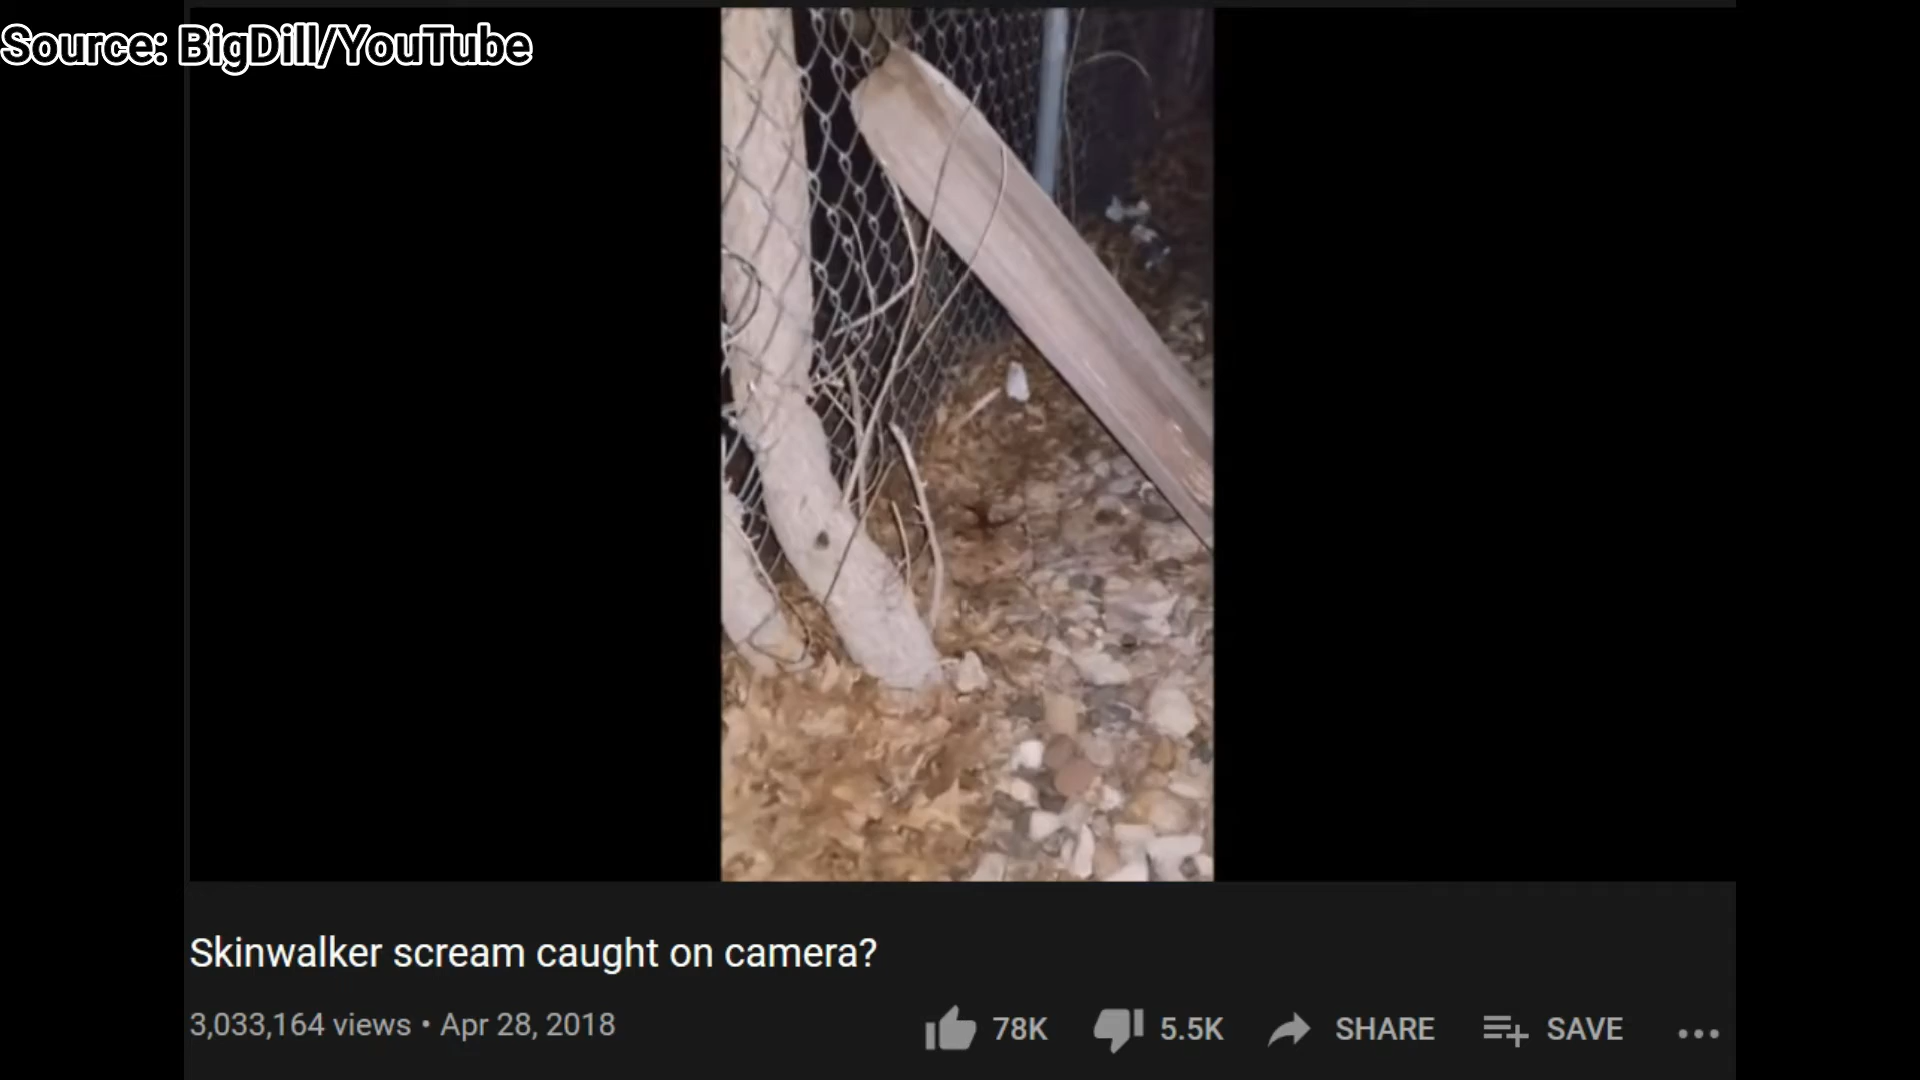 Source: BigDill/YouTube
Skinwalker scream caught on camera?
3,033,164 views • Apr 28, 2018
78K
5.5K
SHARE
SAVE